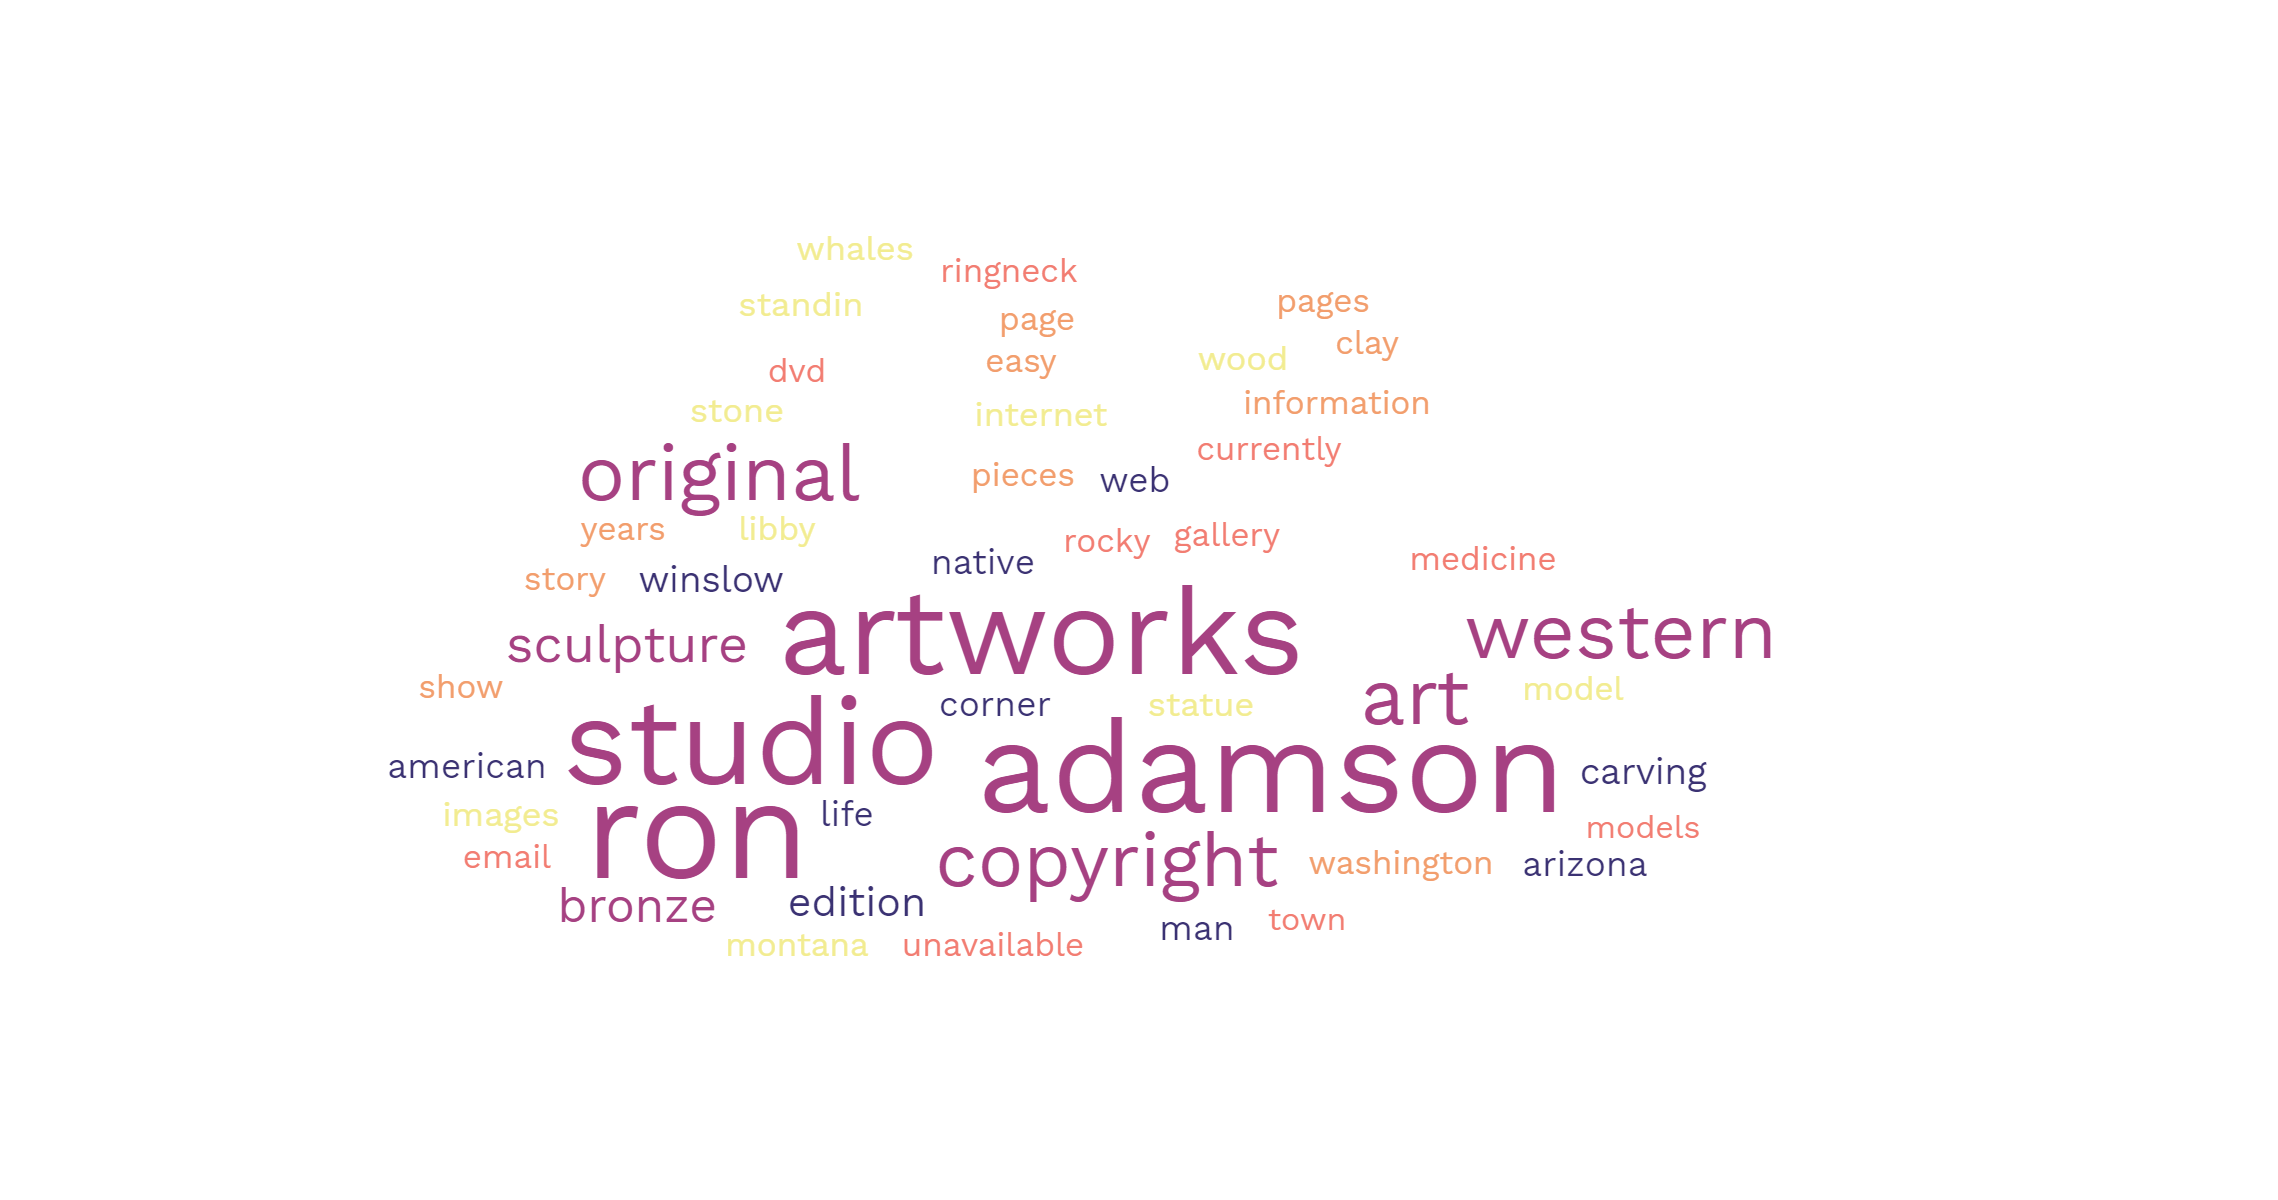 whales
ringneck
standin
page
pages
easy
wood
clay
dvd
stone
internet
information
original
currently
pieces
web
years
libby
rocky
gallery
native
medicine
story
winslow
artworks
western
sculpture
show
corner
statue
art
model
studio
adamson
american
carving
images
life
ron
models
email
copyright
washington
arizona
bronze
edition
man
town
montana
unavailable